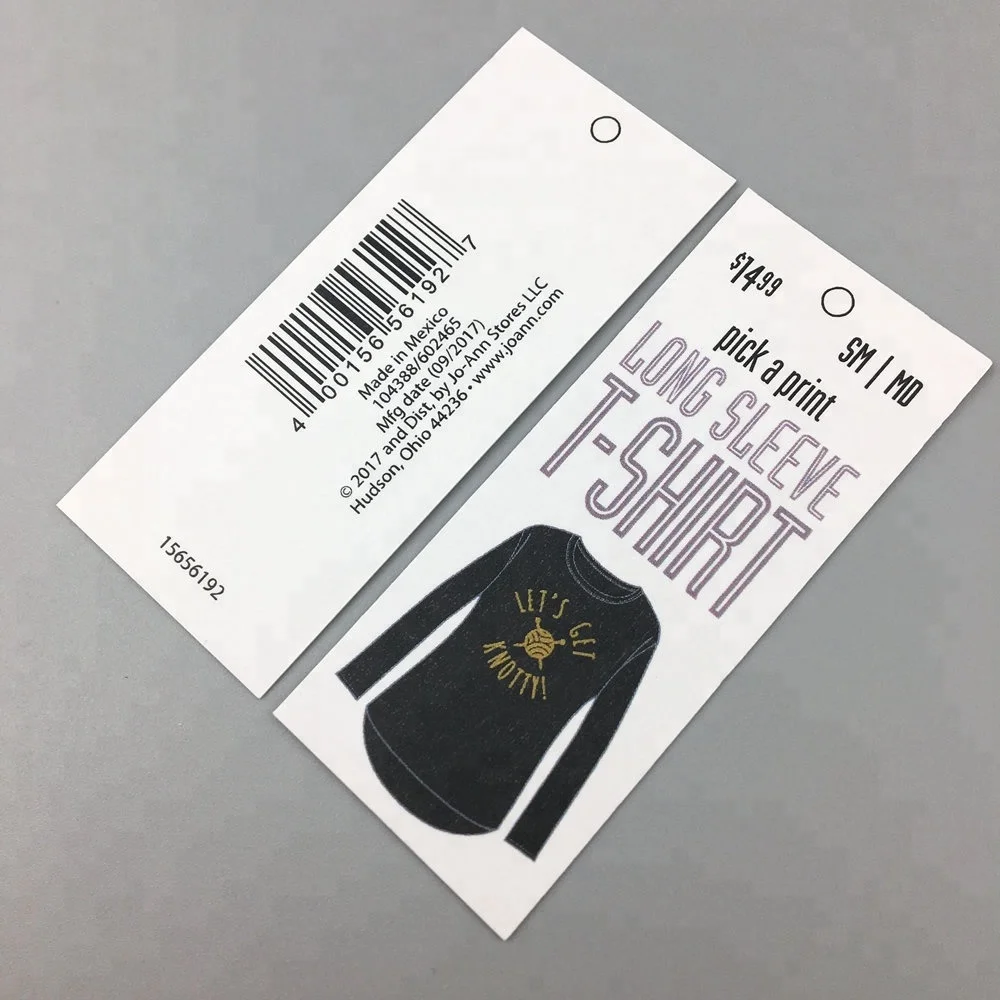 4 00156 56192 7
Made in Mexico
104388/602465
Mfg date (09/2017)
© 2017 and Dist, by Jo-Ann Stores LLC
Hudson, Ohio 44236 • www.joann.com
15656192
$14.99
SM | MD
pick a print
LONG SLEEVE
T-SHIRT
LET'S GET
KNOTTY!